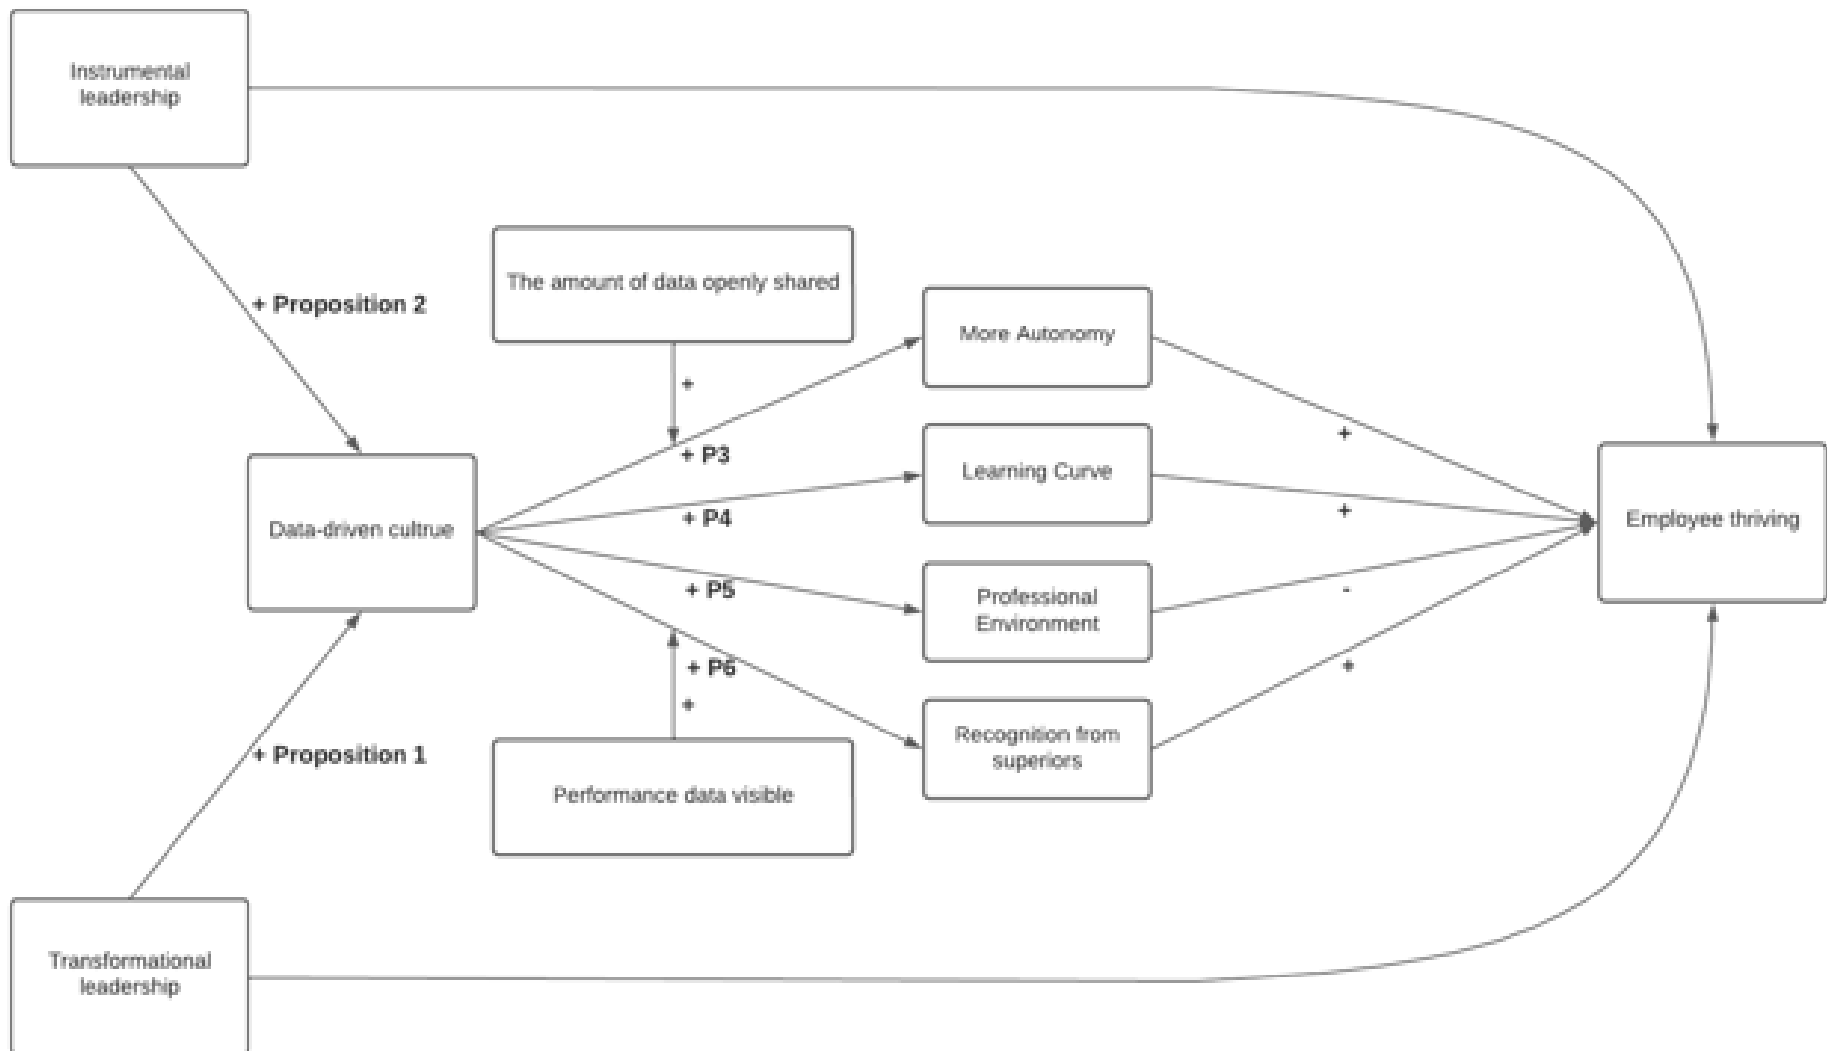 Instrumental
leadership
+ Proposition 2
The amount of data openly shared
+
+ P3
More Autonomy
+
Data-driven cultrue
+ P4
Learning Curve
+
Employee thriving
+ P5
Professional
Environment
-
+ P6
+
Recognition from
superiors
+
Performance data visible
+ Proposition 1
Transformational
leadership